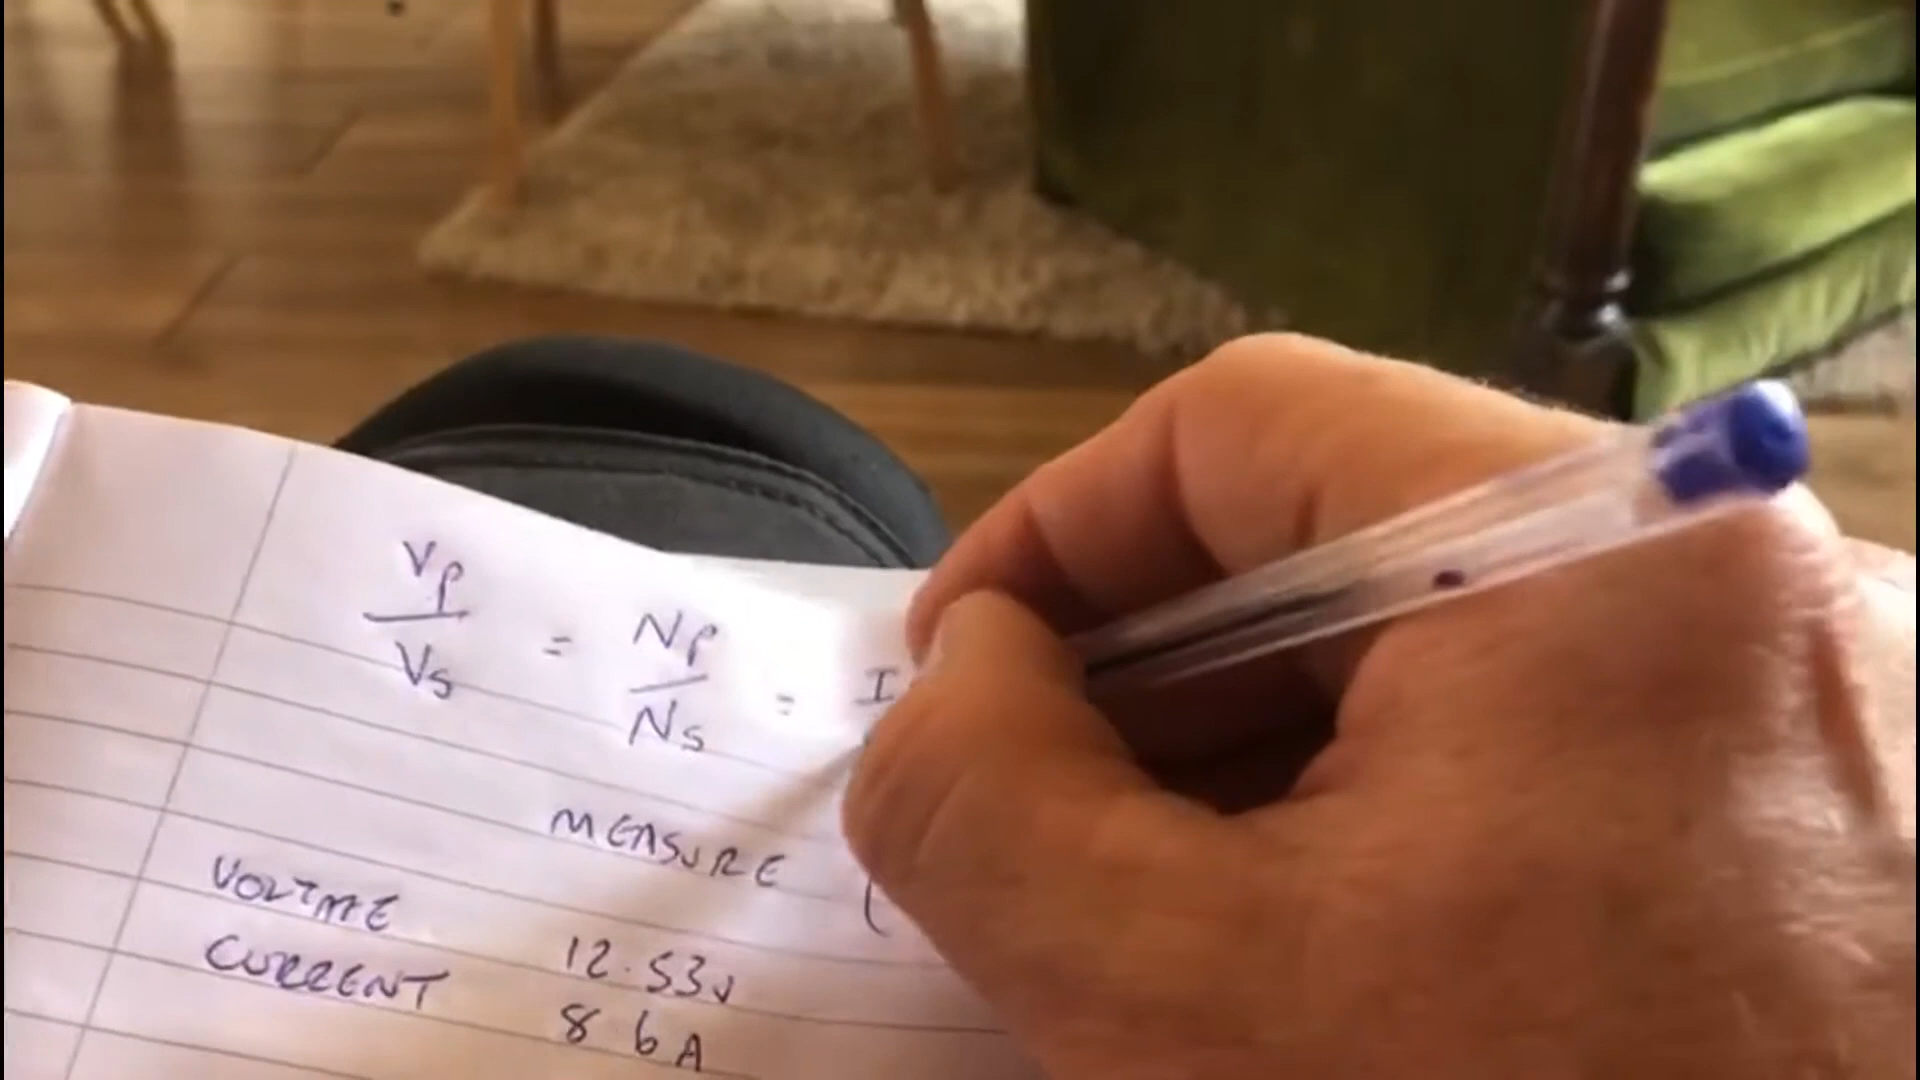 Vp/Vs = Np/Ns = I
MEASURE (
VOLTAGE 12.53v
CURRENT 8 6A